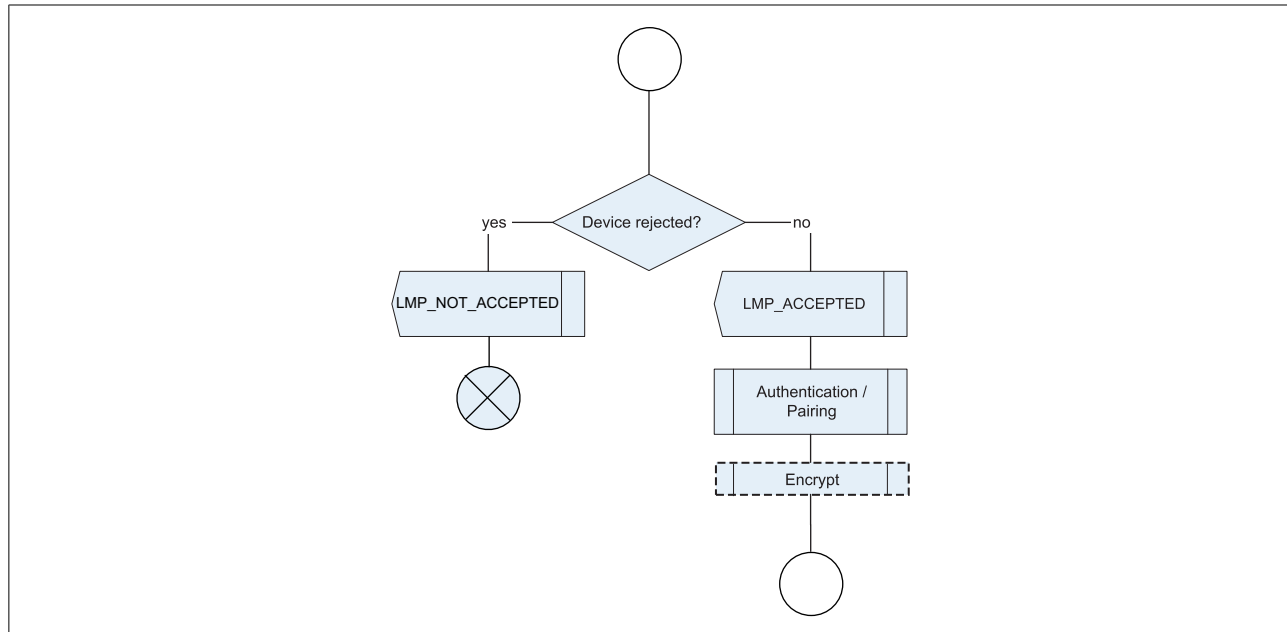 Device rejected?
yes
no
LMP_NOT_ACCEPTED
LMP_ACCEPTED
Authentication /
Pairing
Encrypt